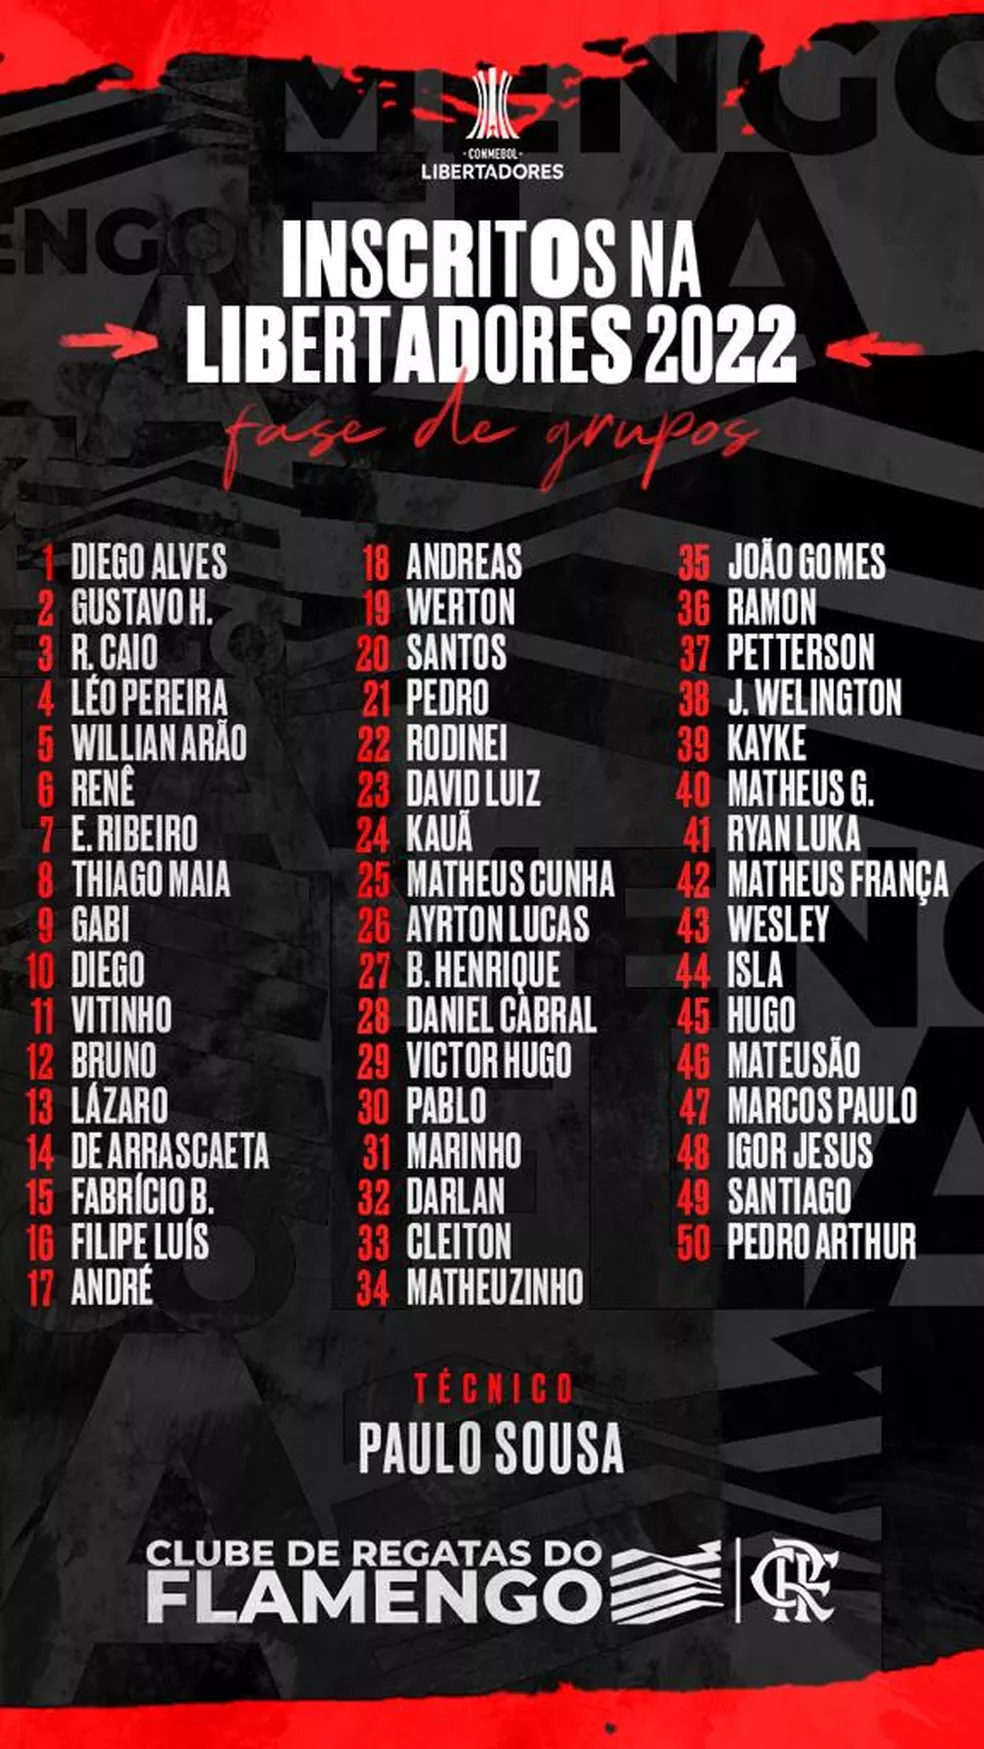 MENGO
ENGO
FLA
-CONMEBOL-
LIBERTADORES
INSCRITOS NA
LIBERTADORES 2022
fase de grupos
1 DIEGO ALVES
2 GUSTAVO H.
3 R. CAIO
4 LÉO PEREIRA
5 WILLIAN ARÃO
6 RENÊ
7 E. RIBEIRO
8 THIAGO MAIA
9 GABI
10 DIEGO
11 VITINHO
12 BRUNO
13 LÁZARO
14 DE ARRASCAETA
15 FABRÍCIO B.
16 FILIPE LUÍS
17 ANDRÉ
18 ANDREAS
19 WERTON
20 SANTOS
21 PEDRO
22 RODINEI
23 DAVID LUIZ
24 KAUÃ
25 MATHEUS CUNHA
26 AYRTON LUCAS
27 B. HENRIQUE
28 DANIEL CABRAL
29 VICTOR HUGO
30 PABLO
31 MARINHO
32 DARLAN
33 CLEITON
34 MATHEUZINHO
35 JOÃO GOMES
36 RAMON
37 PETTERSON
38 J. WELINGTON
39 KAYKE
40 MATHEUS G.
41 RYAN LUKA
42 MATHEUS FRANÇA
43 WESLEY
44 ISLA
45 HUGO
46 MATEUSÃO
47 MARCOS PAULO
48 IGOR JESUS
49 SANTIAGO
50 PEDRO ARTHUR
TÉCNICO
PAULO SOUSA
CLUBE DE REGATAS DO
FLAMENGO
CRF